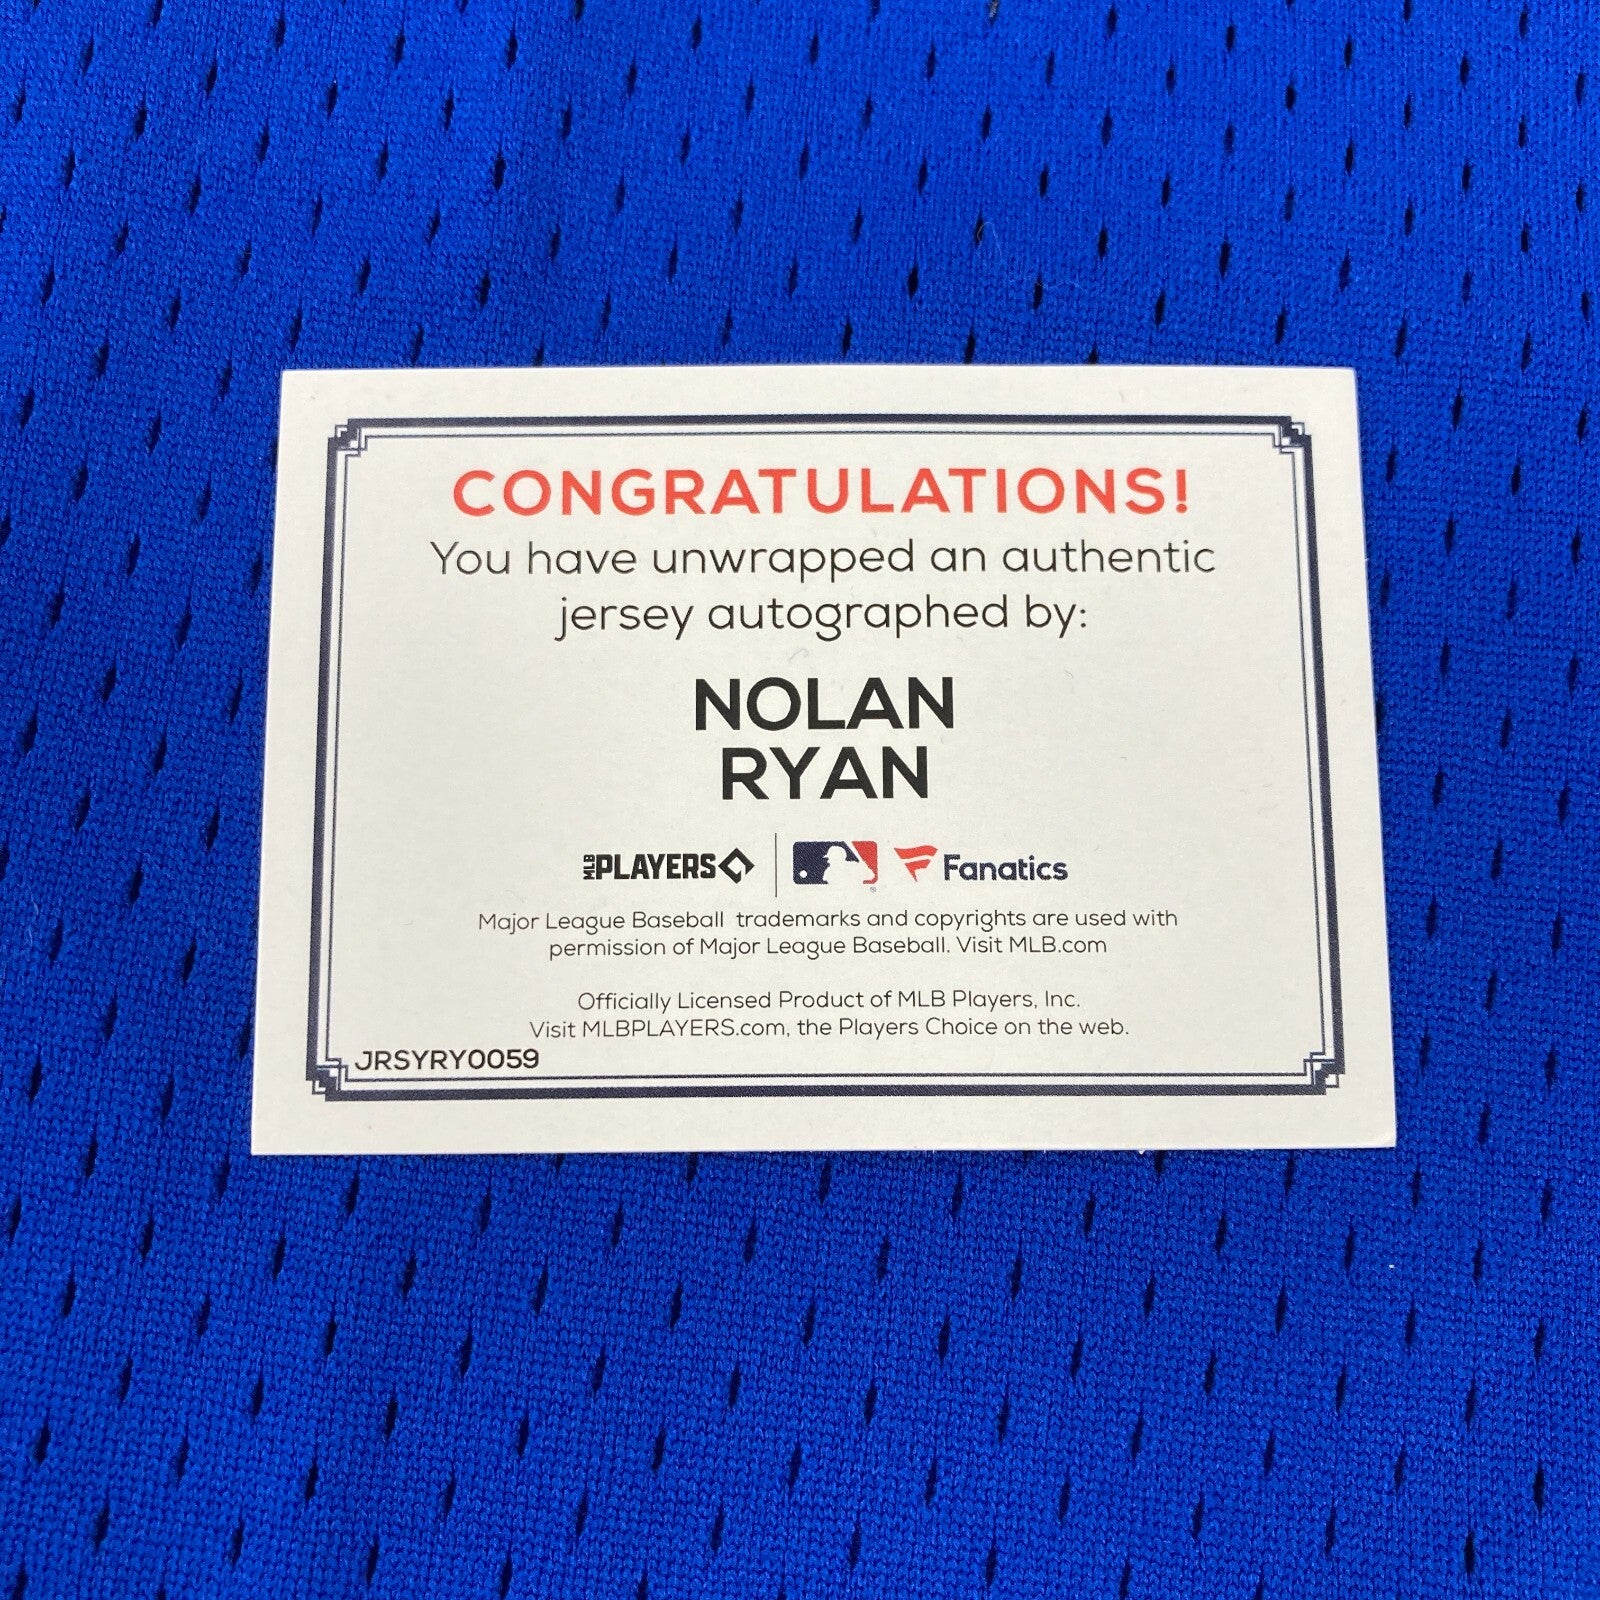 CONGRATULATIONS!
You have unwrapped an authentic
jersey autographed by:
NOLAN
RYAN
MLB PLAYERS Fanatics
Major League Baseball trademarks and copyrights are used with
permission of Major League Baseball. Visit MLB.com
Officially Licensed Product of MLB Players, Inc.
Visit MLBPLAYERS.com, the Players Choice on the web.
JRSYRY0059